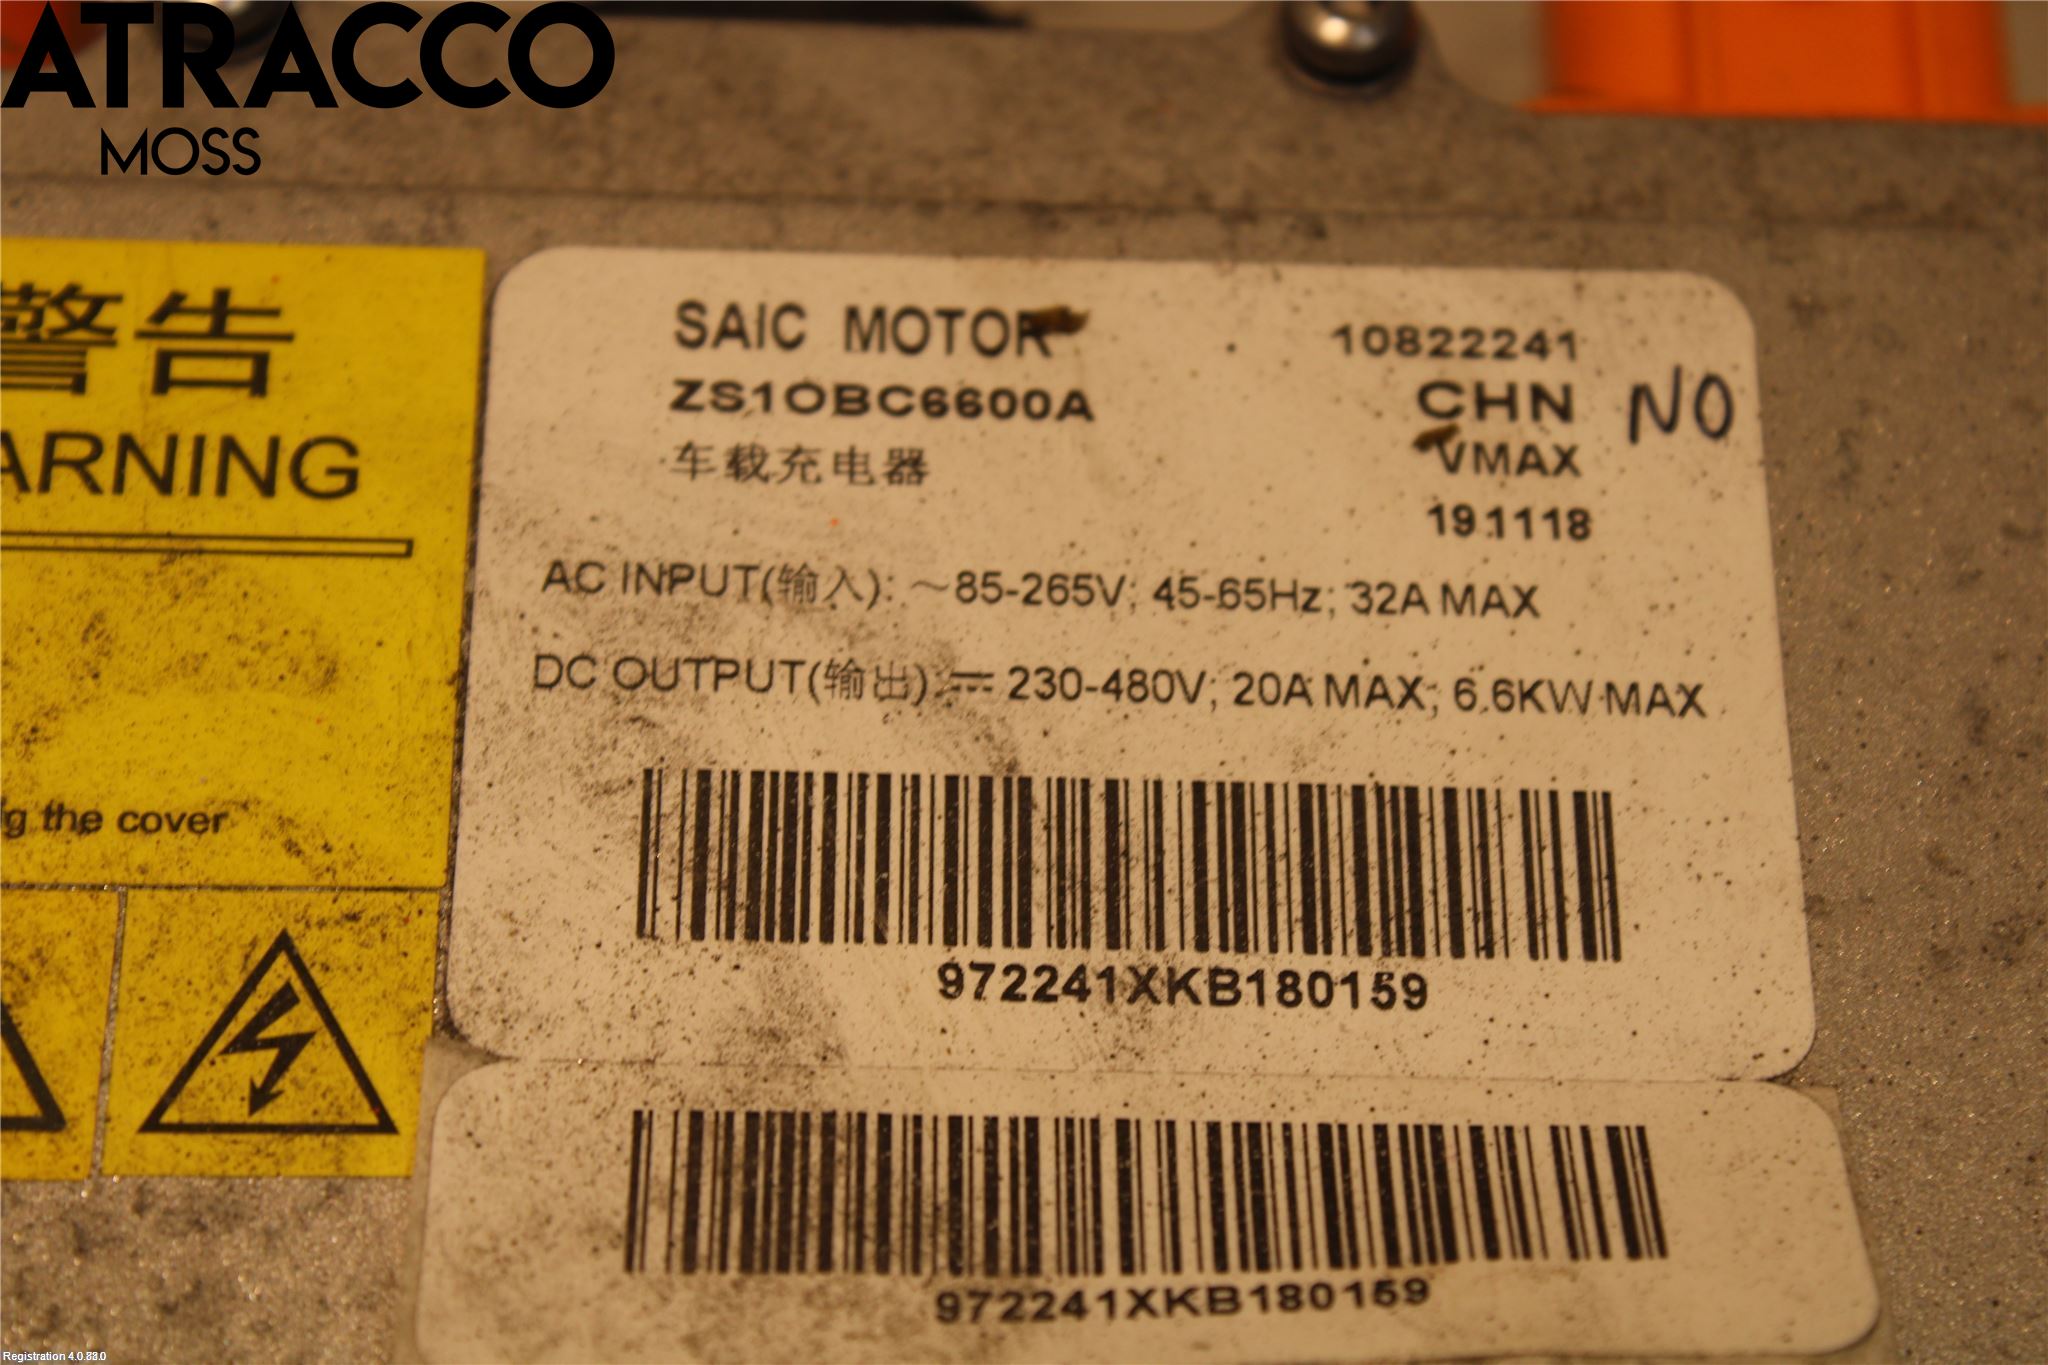 ATRACCO
MOSS
警告
ARNING
the cover
SAIC MOTOR
10822241
ZS1OBC6600A
CHN NO
车载充电器
VMAX
191118
AC INPUT(输入): ～85-265V; 45-65Hz; 32A MAX
DC OUTPUT(输出): ⎓ 230-480V; 20A MAX; 6.6KW MAX
972241XKB180159
972241XKB180159